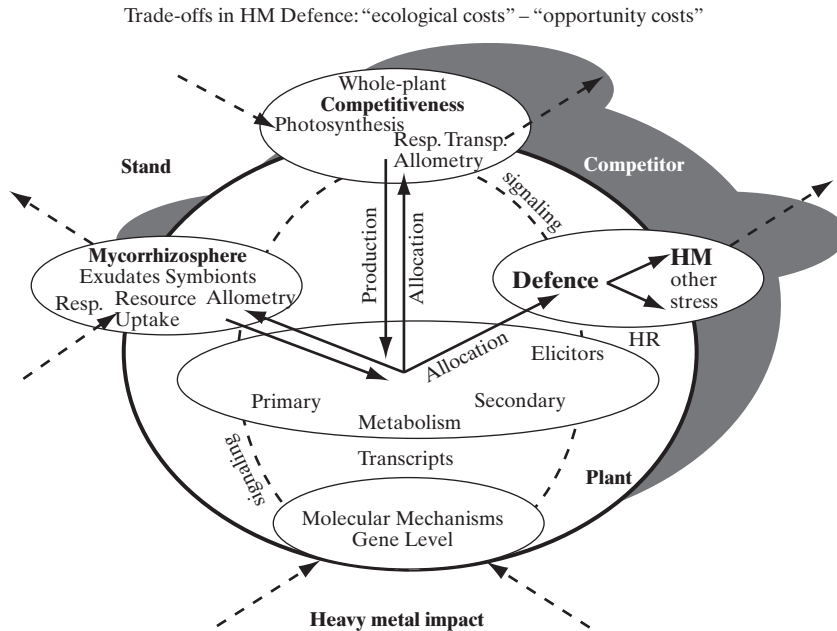 Trade-offs in HM Defence: “ecological costs” – “opportunity costs”
Whole-plant
Competitiveness
Photosynthesis
Resp. Transp.
Allometry
Stand
Competitor
signaling
Mycorrhizosphere
Exudates Symbionts
Resp.
Resource
Uptake
Allometry
Production
Allocation
Defence
HM
other
stress
HR
Allocation
Elicitors
Primary
Secondary
Metabolism
signaling
Transcripts
Plant
Molecular Mechanisms
Gene Level
Heavy metal impact